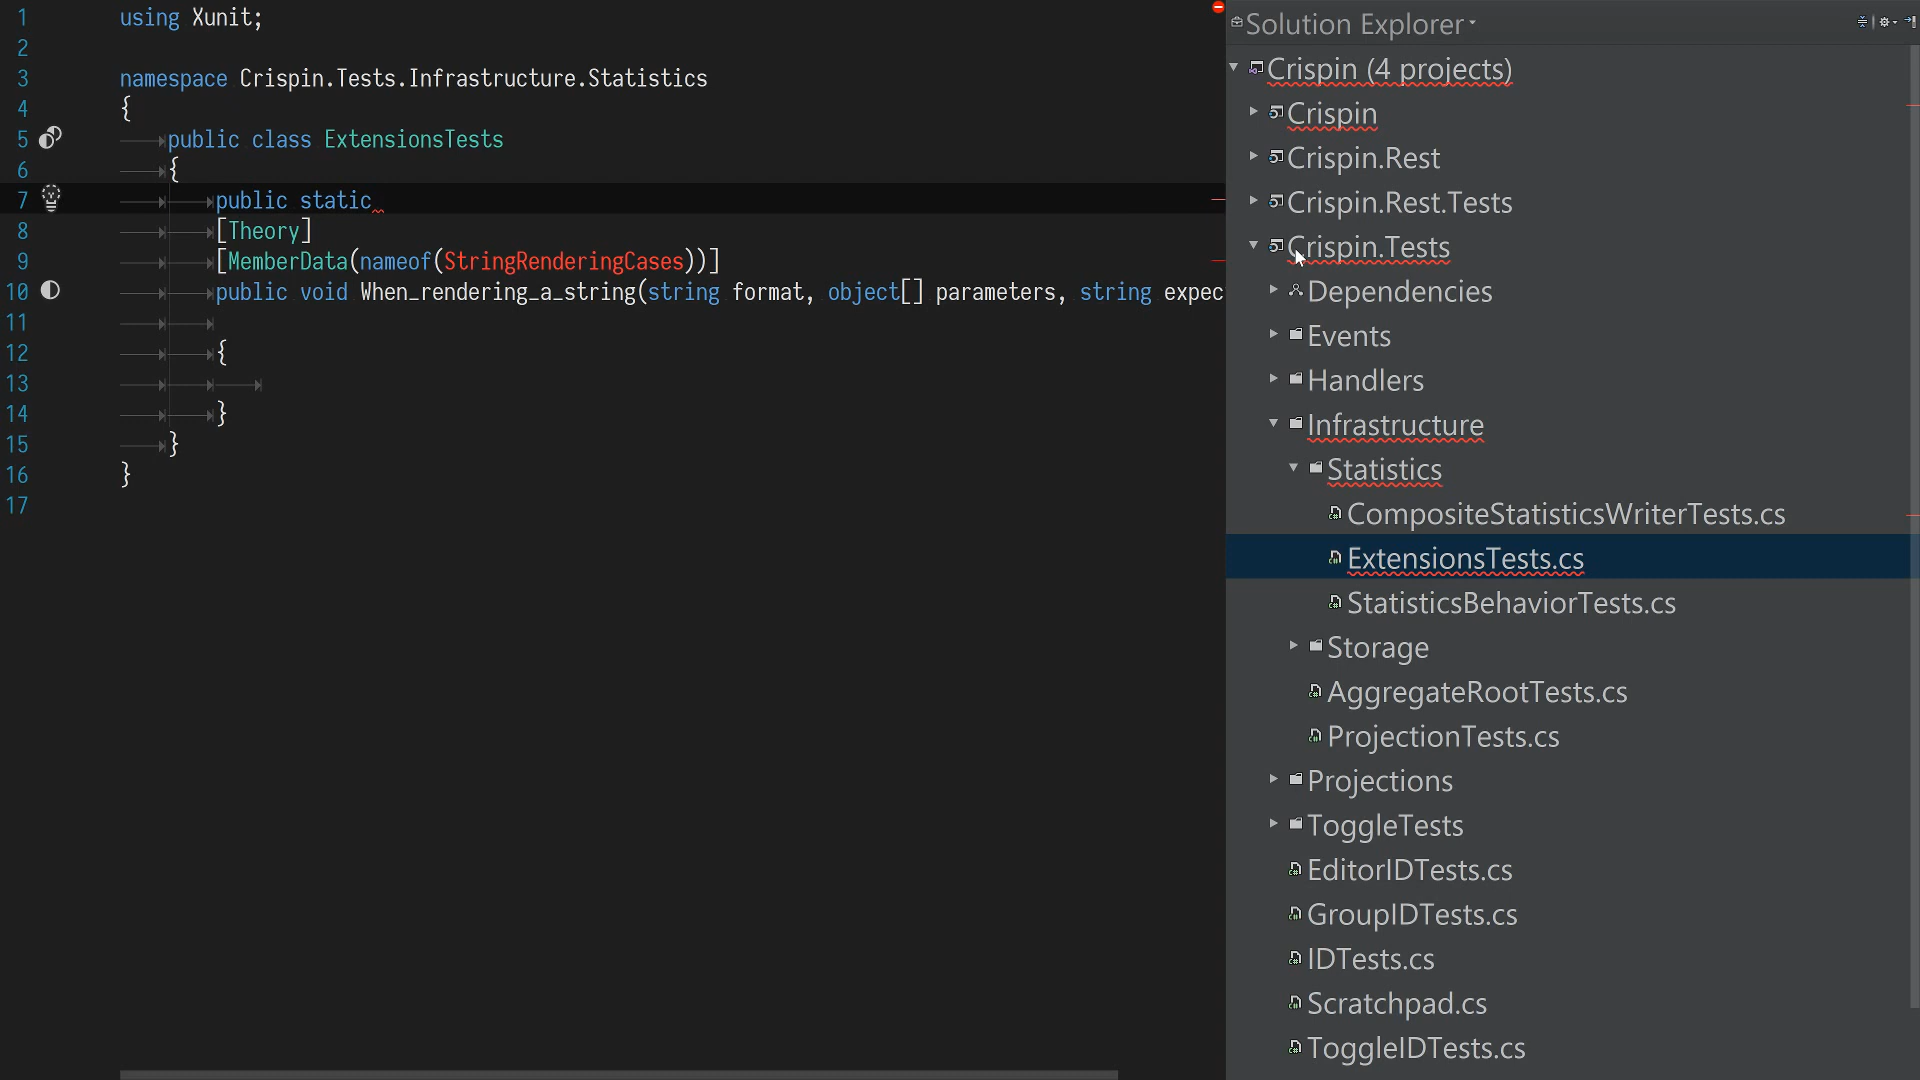 1 using Xunit;
2
3 namespace Crispin.Tests.Infrastructure.Statistics
4 {
5 public class ExtensionsTests
6 {
7 public static
8 [Theory]
9 [MemberData(nameof(StringRenderingCases))]
10 public void When_rendering_a_string(string format, object[] parameters, string expec
11
12 {
13
14 }
15 }
16 }
17
Solution Explorer
Crispin (4 projects)
Crispin
Crispin.Rest
Crispin.Rest.Tests
Crispin.Tests
Dependencies
Events
Handlers
Infrastructure
Statistics
CompositeStatisticsWriterTests.cs
ExtensionsTests.cs
StatisticsBehaviorTests.cs
Storage
AggregateRootTests.cs
ProjectionTests.cs
Projections
ToggleTests
EditorIDTests.cs
GroupIDTests.cs
IDTests.cs
Scratchpad.cs
ToggleIDTests.cs